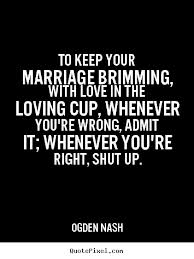 TO KEEP YOUR
MARRIAGE BRIMMING,
WITH LOVE IN THE
LOVING CUP, WHENEVER
YOU'RE WRONG, ADMIT
IT; WHENEVER YOU'RE
RIGHT, SHUT UP.
OGDEN NASH
QuotePixel.com